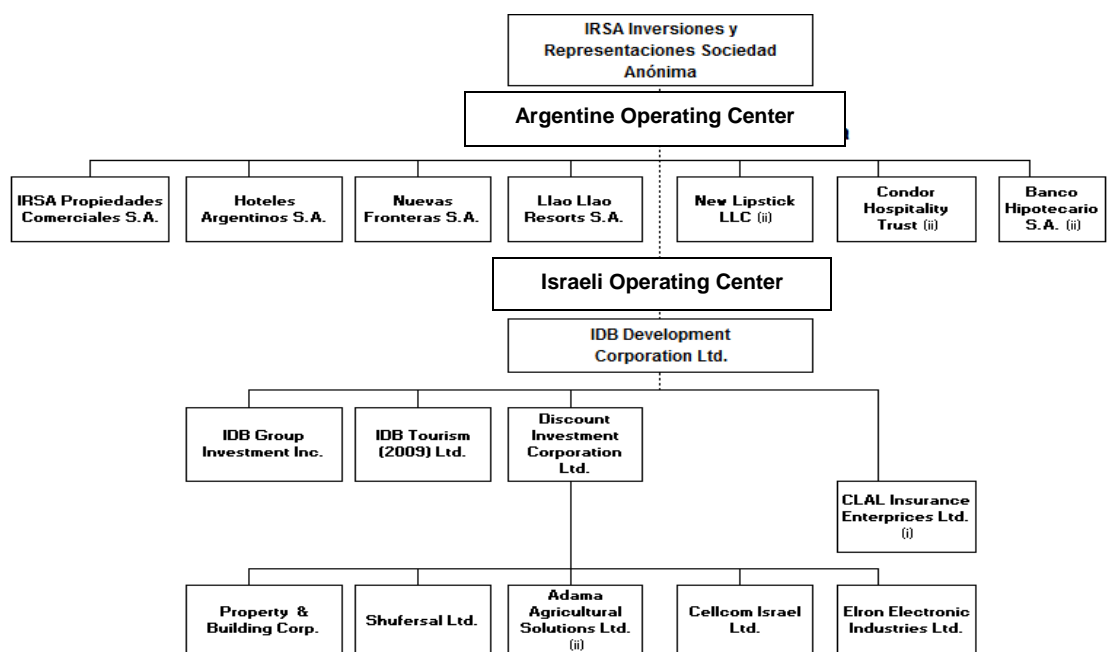 IRSA Inversiones y
Representaciones Sociedad
Anónima
Argentine Operating Center
IRSA Propiedades
Comerciales S.A.
Hoteles
Argentinos S.A.
Nuevas
Fronteras S.A.
Llao Llao
Resorts S.A.
New Lipstick
LLC (ii)
Condor
Hospitality
Trust (ii)
Banco
Hipotecario
S.A. (ii)
Israeli Operating Center
IDB Development
Corporation Ltd.
IDB Group
Investment Inc.
IDB Tourism
(2009) Ltd.
Discount
Investment
Corporation
Ltd.
CLAL Insurance
Enterprices Ltd.
(i)
Property &
Building Corp.
Shufersal Ltd.
Adama
Agricultural
Solutions Ltd.
(ii)
Cellcom Israel
Ltd.
Elron Electronic
Industries Ltd.